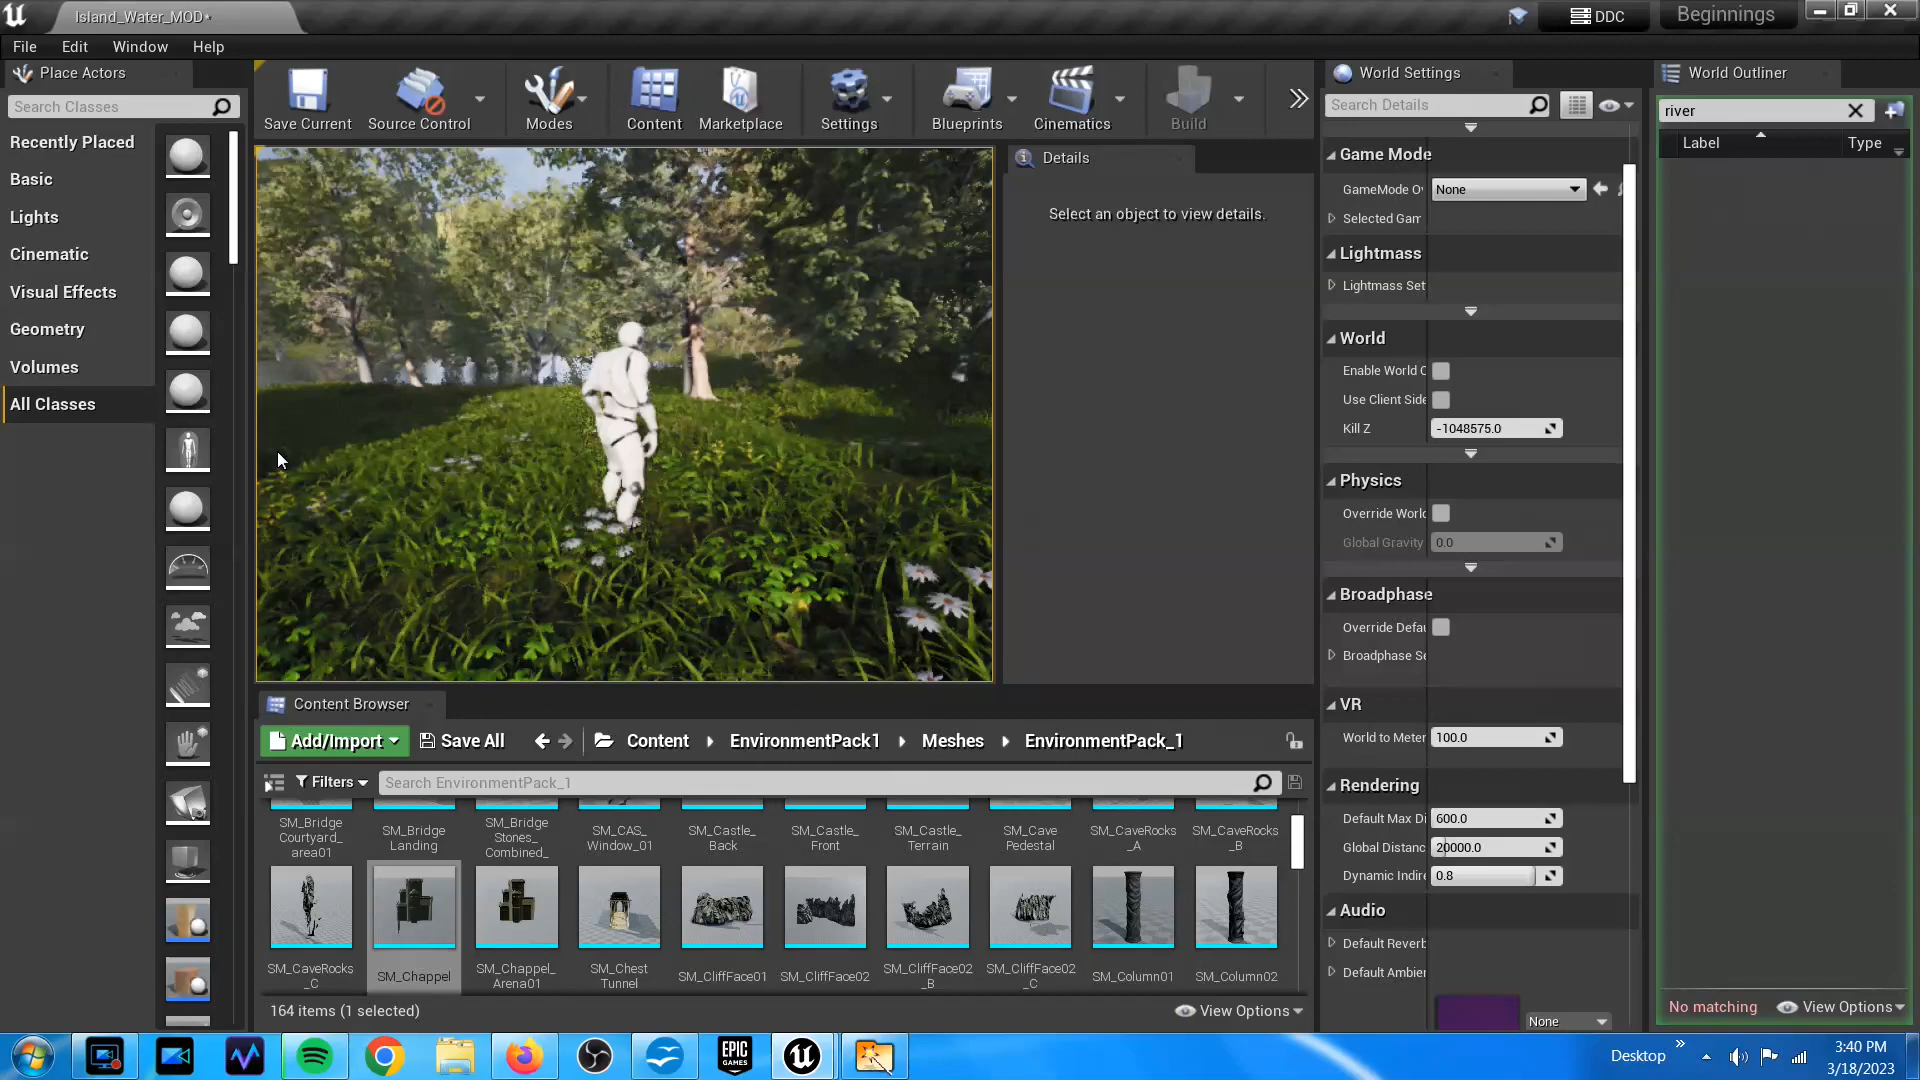 Island_Water_MOD*
DDC
Beginnings
File
Edit
Window
Help
Place Actors
Search Classes
Recently Placed
Basic
Lights
Cinematic
Visual Effects
Geometry
Volumes
All Classes
Save Current
Source Control
Modes
Content
Marketplace
Settings
Blueprints
Cinematics
Build
Details
Select an object to view details.
World Settings
Search Details
Game Mode
GameMode O
None
Selected Gam
Lightmass
Lightmass Set
World
Enable World C
Use Client Side
Kill Z
-1048575.0
Physics
Override World
Global Gravity
0.0
Broadphase
Override Defau
Broadphase Se
VR
World to Meter
100.0
Rendering
Default Max Di
600.0
Global Distanc
20000.0
Dynamic Indire
0.8
Audio
Default Reverb
Default Ambien
None
World Outliner
river
Label
Type
No matching
View Options
Content Browser
Add/Import
Save All
Content
EnvironmentPack1
Meshes
EnvironmentPack_1
Filters
Search EnvironmentPack_1
SM_Bridge
Courtyard_
area01
SM_Bridge
Landing
SM_Bridge
Stones_
Combined_
SM_CAS_
Window_01
SM_Castle_
Back
SM_Castle_
Front
SM_Castle_
Terrain
SM_Cave
Pedestal
SM_CaveRocks
_A
SM_CaveRocks
_B
SM_CaveRocks
_C
SM_Chappel
SM_Chappel_
Arena01
SM_Chest
Tunnel
SM_CliffFace01
SM_CliffFace02
SM_CliffFace02
_B
SM_CliffFace02
_C
SM_Column01
SM_Column02
164 items (1 selected)
View Options
EPIC
GAMES
Desktop
3:40 PM
3/18/2023